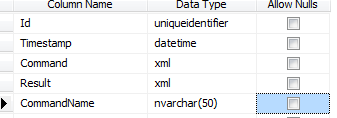 Column Name Data Type Allow Nulls
Id uniqueidentifier
Timestamp datetime
Command xml
Result xml
CommandName nvarchar(50)